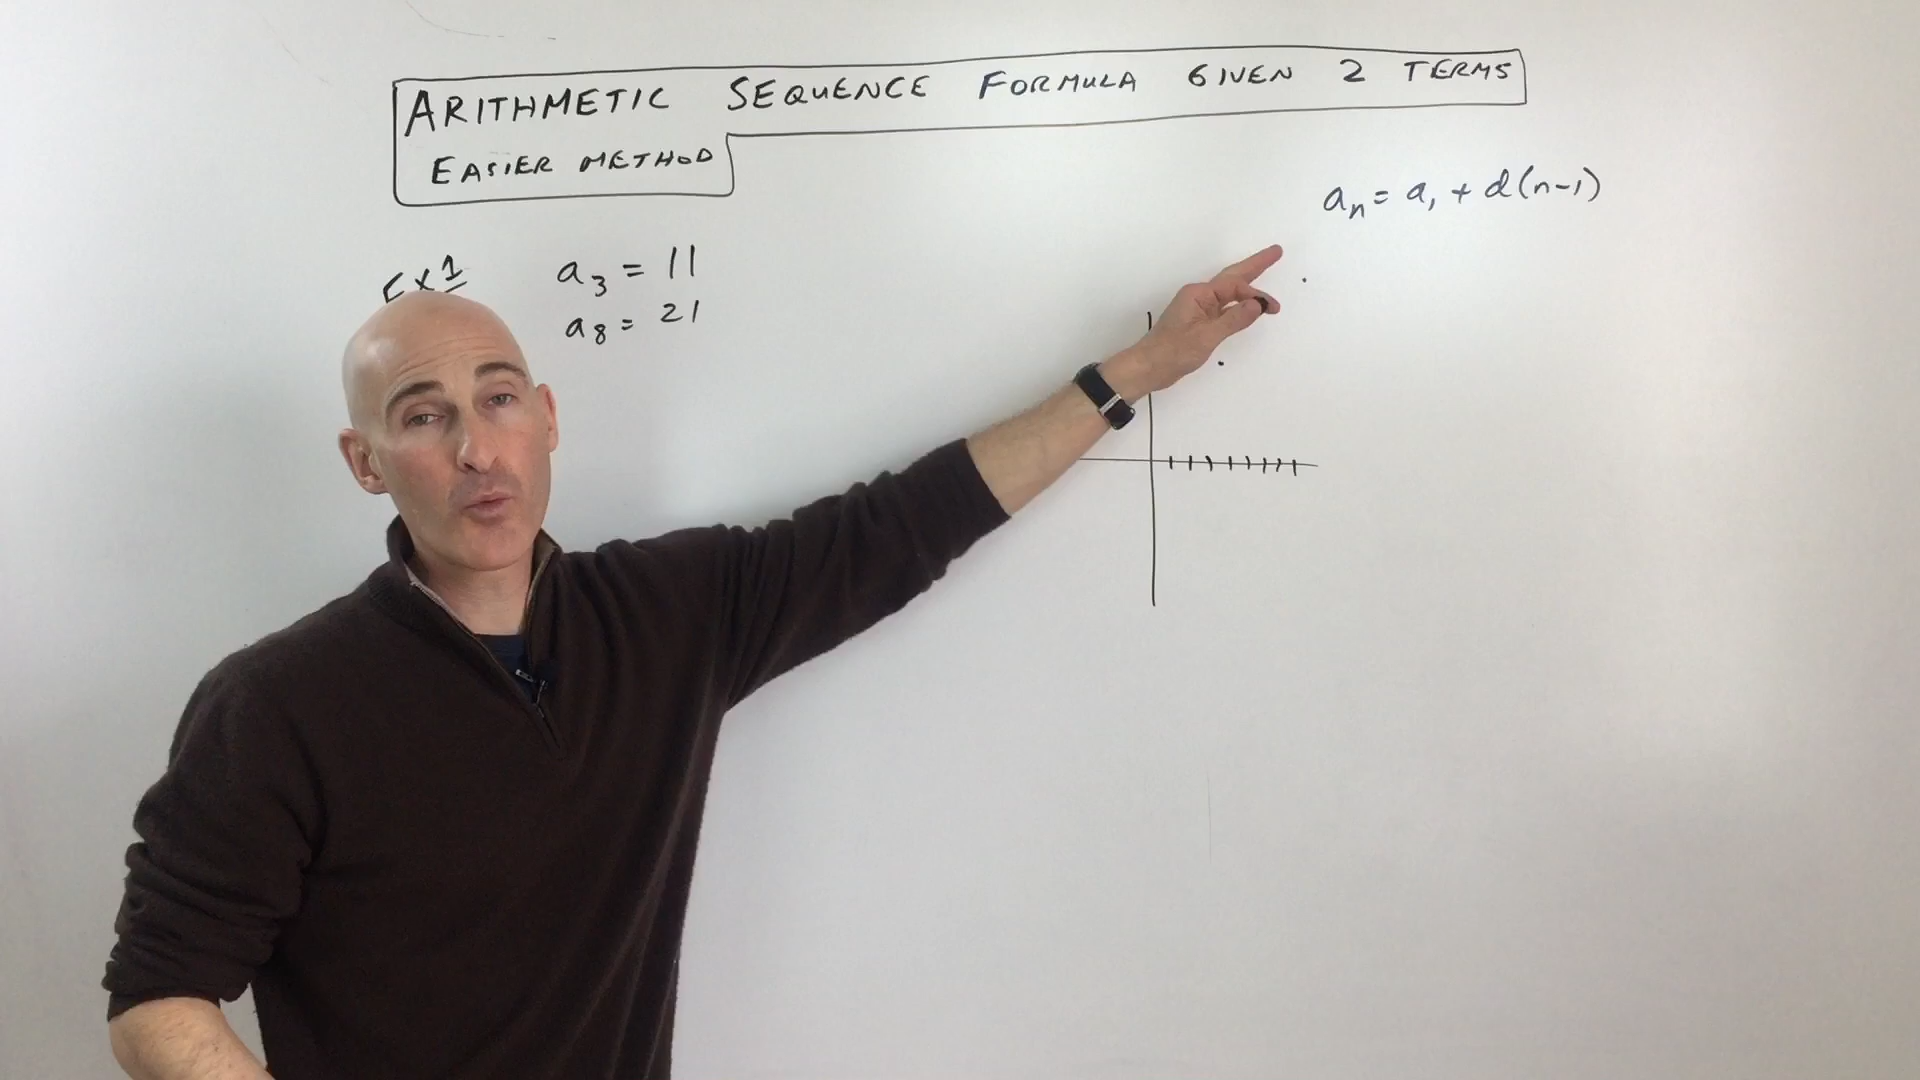 ARITHMETIC SEQUENCE FORMULA GIVEN 2 TERMS
EASIER METHOD
aₙ = a₁ + d(n-1)
Ex 1 a₃ = 11
a₈ = 21